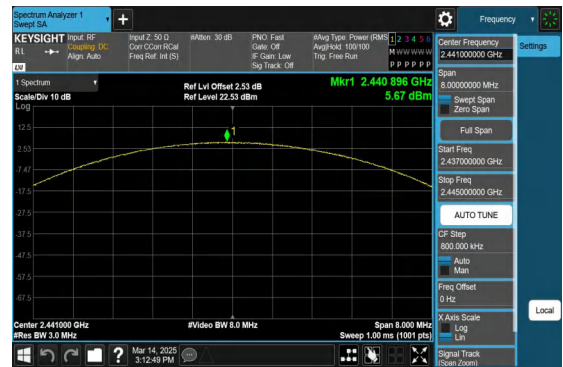 Spectrum Analyzer 1
Swept SA
Frequency
KEYSIGHT
RL
LXI
Input: RF
Coupling: DC
Align: Auto
Input Z: 50 Ω
Corr CCorr RCal
Freq Ref: Int (S)
#Atten: 30 dB
PNO: Fast
Gate: Off
IF Gain: Low
Sig Track: Off
#Avg Type: Power (RMS
Avg|Hold: 100/100
Trig: Free Run
1 2 3 4 5 6
M W W W W W
P P P P P P
1 Spectrum
Scale/Div 10 dB
Log
Ref Lvl Offset 2.53 dB
Ref Level 22.53 dBm
Mkr1 2.440 896 GHz
5.67 dBm
1
12.5
2.53
-7.47
-17.5
-27.5
-37.5
-47.5
-57.5
-67.5
Center 2.441000 GHz
#Res BW 3.0 MHz
#Video BW 8.0 MHz
Span 8.000 MHz
Sweep 1.00 ms (1001 pts)
Mar 14, 2025
3:12:49 PM
Center Frequency
2.441000000 GHz
Settings
Span
8.00000000 MHz
Swept Span
Zero Span
Full Span
Start Freq
2.437000000 GHz
Stop Freq
2.445000000 GHz
AUTO TUNE
CF Step
800.000 kHz
Auto
Man
Freq Offset
0 Hz
X Axis Scale
Log
Lin
Signal Track
(Span Zoom)
Local